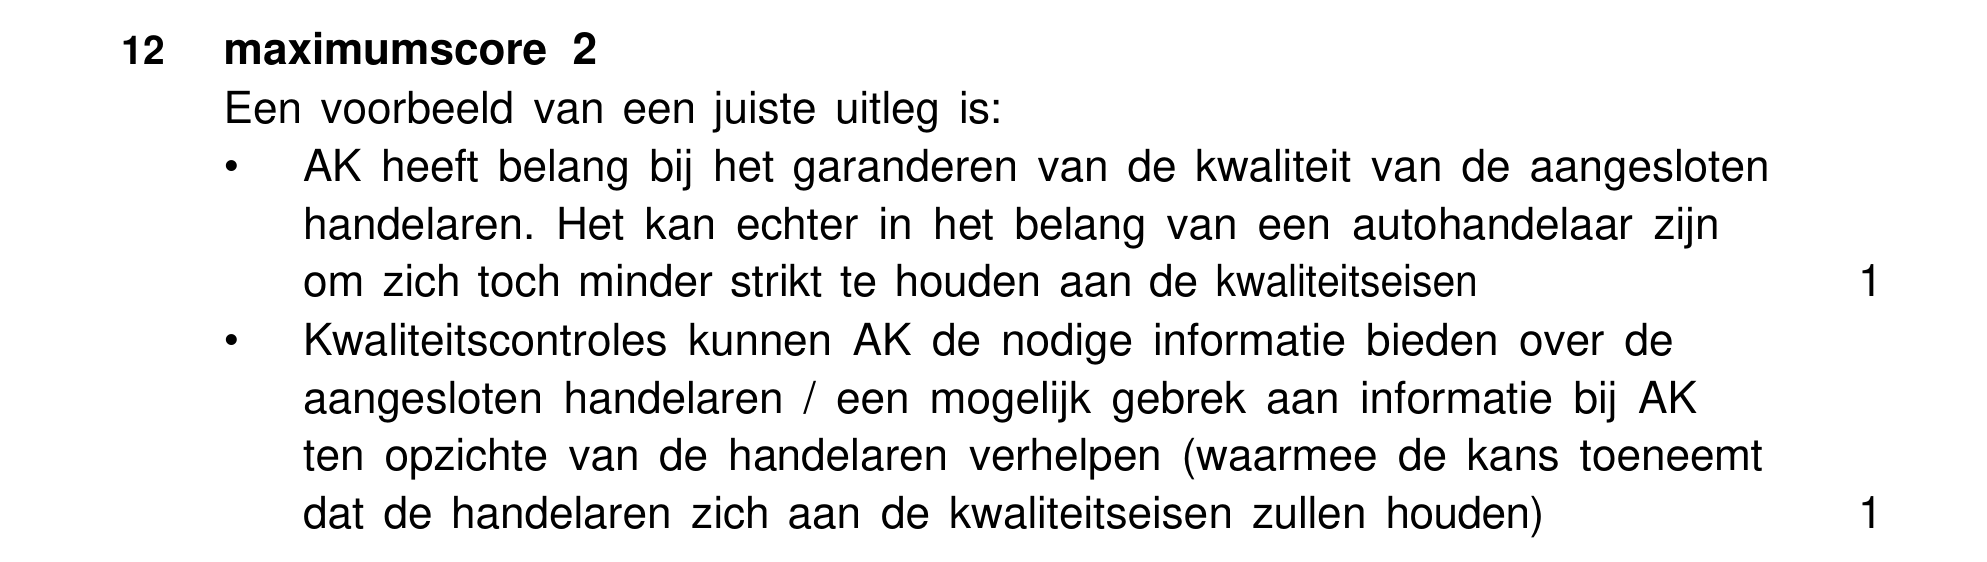 12 maximumscore 2
Een voorbeeld van een juiste uitleg is:
• AK heeft belang bij het garanderen van de kwaliteit van de aangesloten
handelaren. Het kan echter in het belang van een autohandelaar zijn
om zich toch minder strikt te houden aan de kwaliteitseisen 1
• Kwaliteitscontroles kunnen AK de nodige informatie bieden over de
aangesloten handelaren / een mogelijk gebrek aan informatie bij AK
ten opzichte van de handelaren verhelpen (waarmee de kans toeneemt
dat de handelaren zich aan de kwaliteitseisen zullen houden) 1